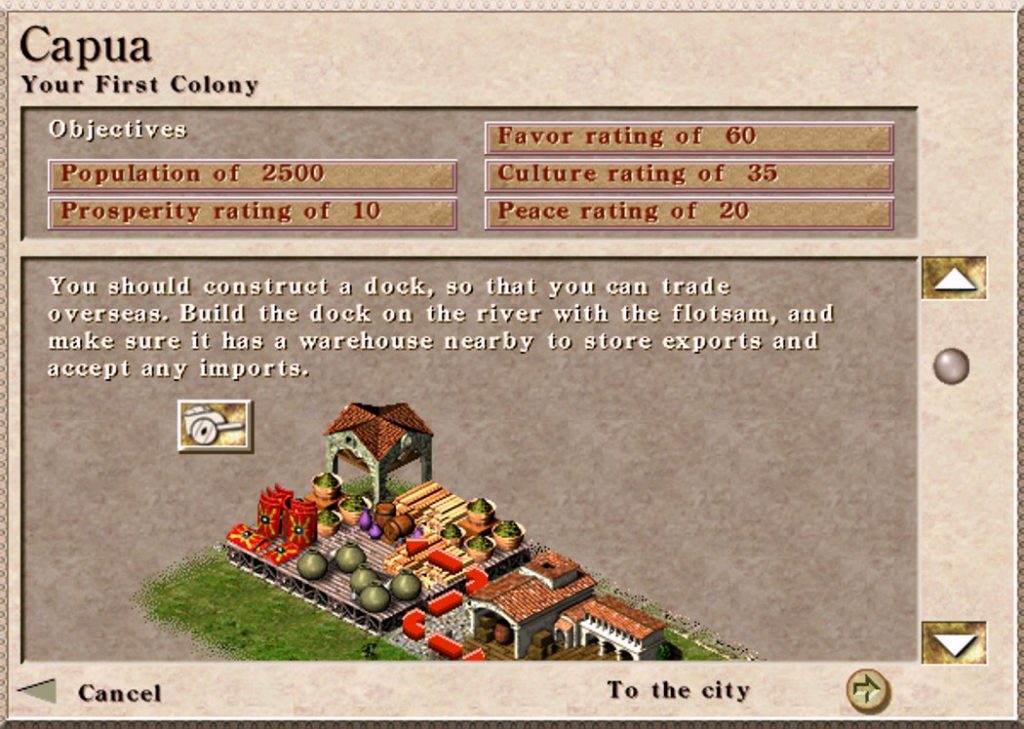 Capua
Your First Colony
Objectives
Favor rating of 60
Population of 2500
Culture rating of 35
Prosperity rating of 10
Peace rating of 20
You should construct a dock, so that you can trade
overseas. Build the dock on the river with the flotsam, and
make sure it has a warehouse nearby to store exports and
accept any imports.
Cancel
To the city